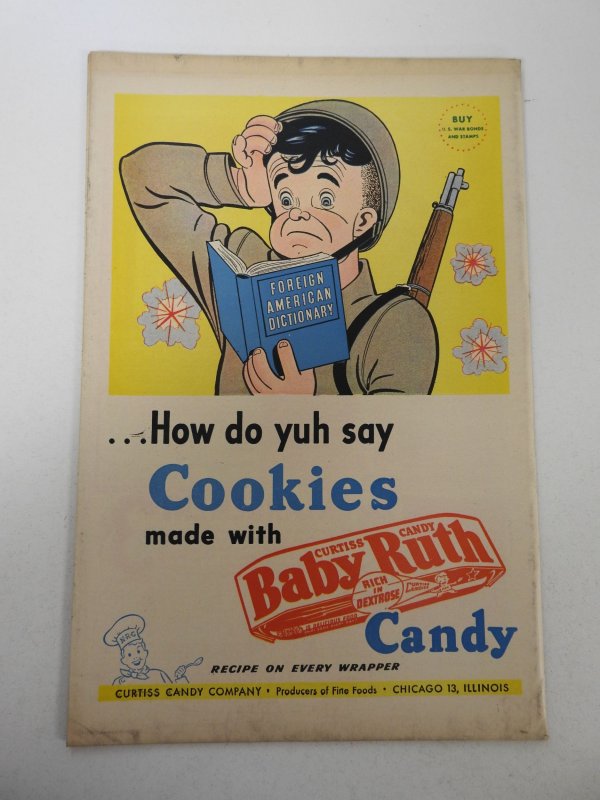 BUY
U.S. WAR BONDS
AND STAMPS
FOREIGN
AMERICAN
DICTIONARY
...How do yuh say
Cookies
made with
CURTISS CANDY
Baby Ruth
RICH
IN
DEXTROSE
Candy
NRG
RECIPE ON EVERY WRAPPER
CURTISS CANDY COMPANY • Producers of Fine Foods • CHICAGO 13, ILLINOIS